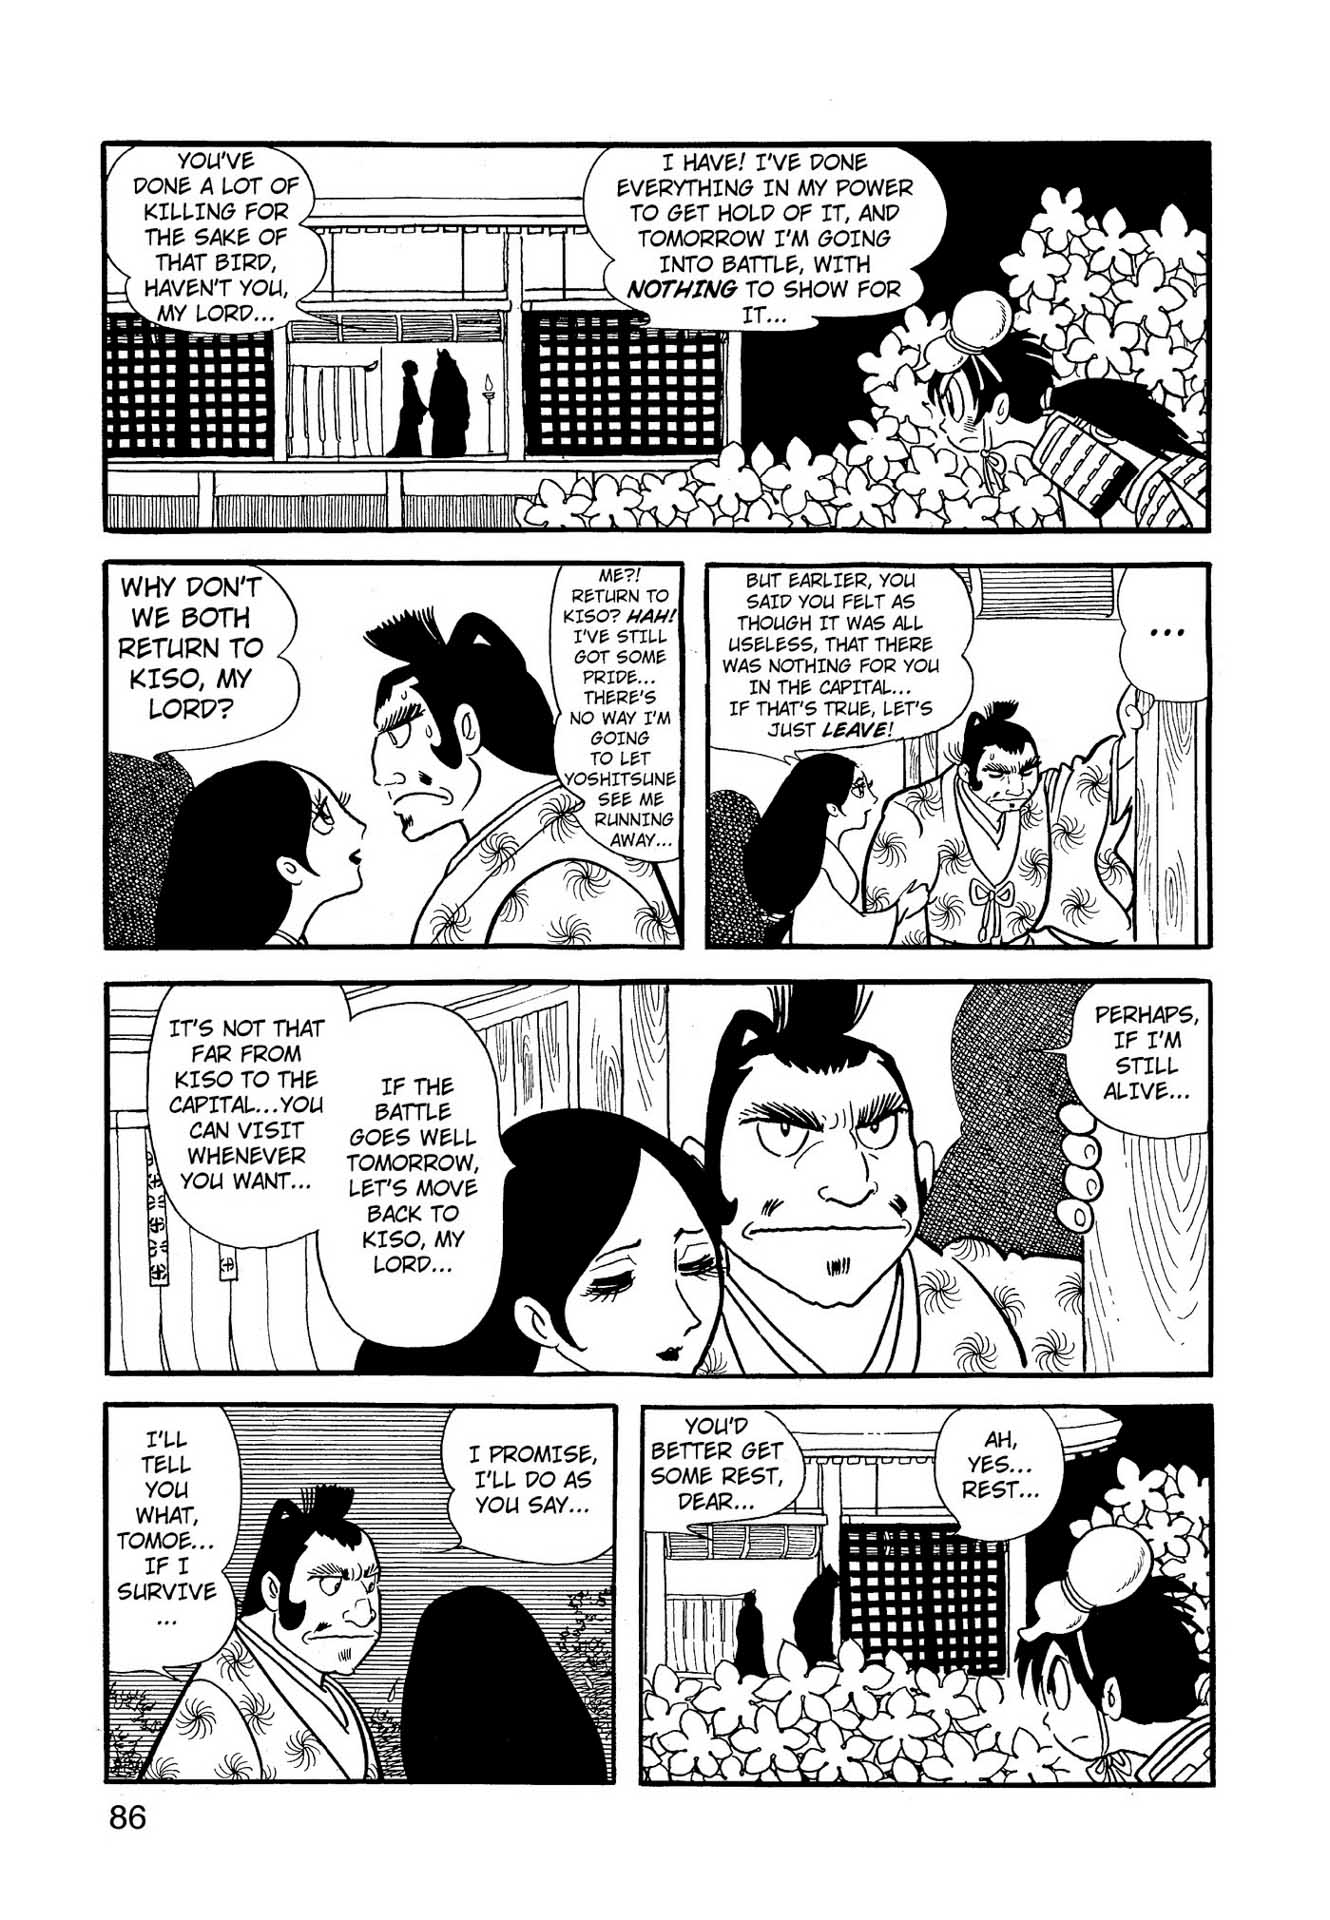 YOU'VE
DONE A LOT OF
KILLING FOR
THE SAKE OF
THAT BIRD,
HAVEN'T YOU,
MY LORD...
I HAVE! I'VE DONE
EVERYTHING IN MY POWER
TO GET HOLD OF IT, AND
TOMORROW I'M GOING
INTO BATTLE, WITH
NOTHING TO SHOW FOR
IT...
WHY DON'T
WE BOTH
RETURN TO
KISO, MY
LORD?
ME?!
RETURN TO
KISO? HAH!
I'VE STILL
GOT SOME
PRIDE...
THERE'S
NO WAY I'M
GOING
TO LET
YOSHITSUNE
SEE ME
RUNNING
AWAY...
BUT EARLIER, YOU
SAID YOU FELT AS
THOUGH IT WAS ALL
USELESS, THAT THERE
WAS NOTHING FOR YOU
IN THE CAPITAL...
IF THAT'S TRUE, LET'S
JUST LEAVE!
...
IT'S NOT THAT
FAR FROM
KISO TO THE
CAPITAL...YOU
CAN VISIT
WHENEVER
YOU WANT...
IF THE
BATTLE
GOES WELL
TOMORROW,
LET'S MOVE
BACK TO
KISO, MY
LORD...
PERHAPS,
IF I'M
STILL
ALIVE...
I'LL
TELL
YOU
WHAT,
TOMOE...
IF I
SURVIVE
...
I PROMISE,
I'LL DO AS
YOU SAY...
YOU'D
BETTER GET
SOME REST,
DEAR...
AH,
YES...
REST...
86